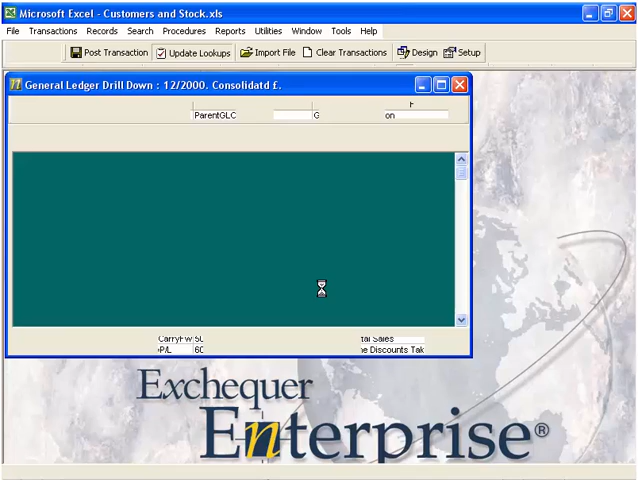 Microsoft Excel - Customers and Stock.xls
File Transactions Records Search Procedures Reports Utilities Window Tools Help
Post Transaction Update Lookups Import File Clear Transactions Design Setup
General Ledger Drill Down : 12/2000. Consolidatd £.
ParentGLC G on
CarryFw 50 tal Sales
P/L 60 e Discounts Tak
Exchequer
Enterprise®